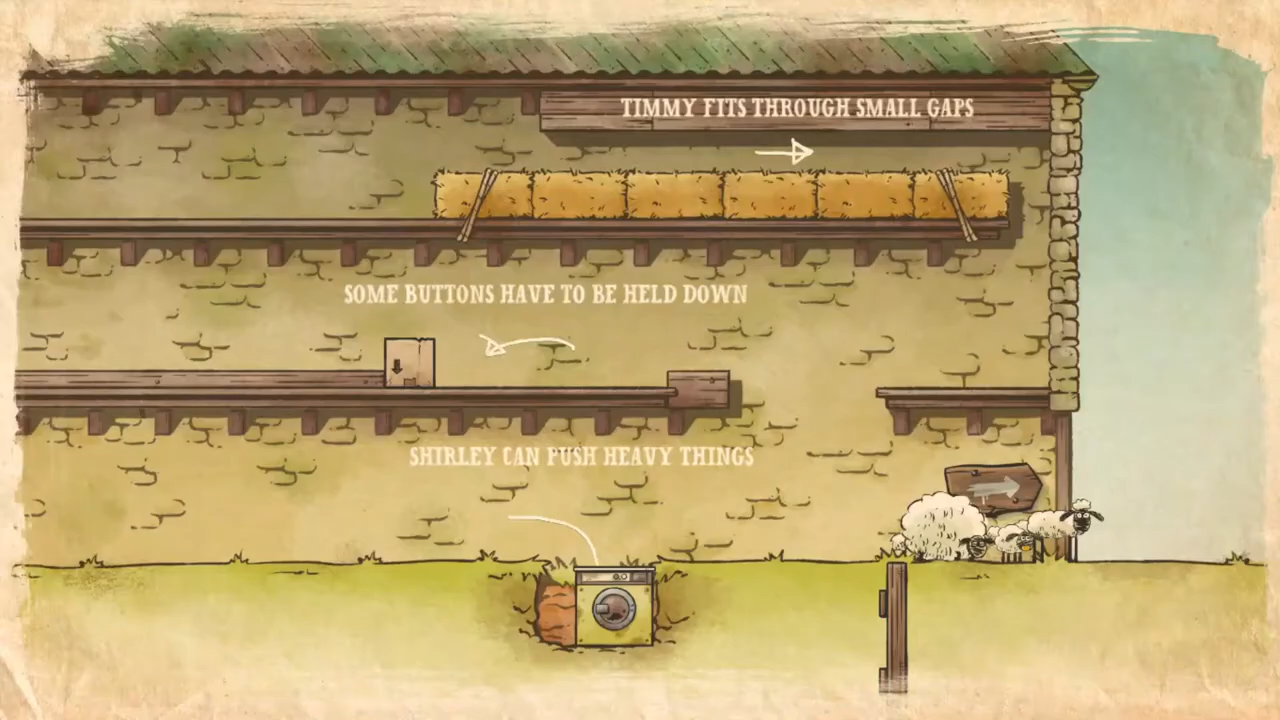 TIMMY FITS THROUGH SMALL GAPS
SOME BUTTONS HAVE TO BE HELD DOWN
SHIRLEY CAN PUSH HEAVY THINGS